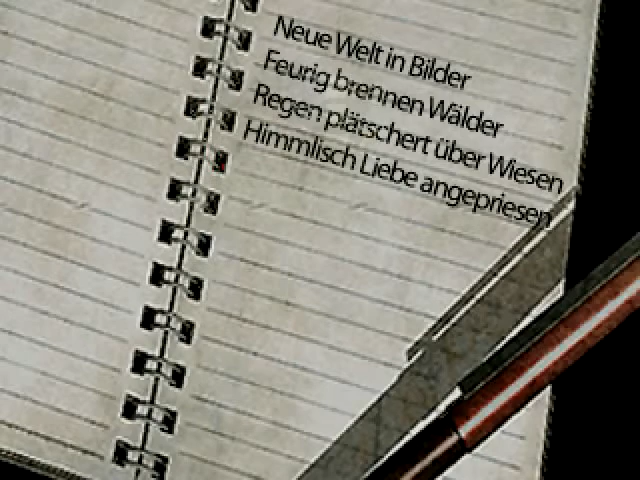 Neue Welt in Bilder
Feurig brennen Wälder
Regen plätschert über Wiesen
Himmlisch Liebe angepriesen